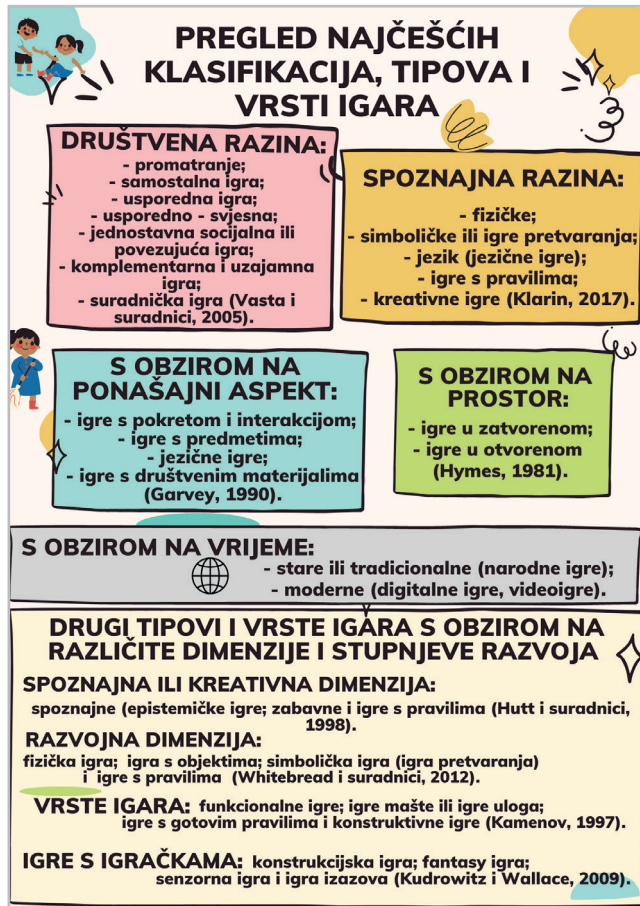 PREGLED NAJČEŠĆIH
KLASIFIKACIJA, TIPOVA I
VRSTI IGARA
DRUŠTVENA RAZINA:
- promatranje;
- samostalna igra;
- usporedna igra;
- usporedno - svjesna;
- jednostavna socijalna ili
povezujuća igra;
- komplementarna i uzajamna
igra;
- suradnička igra (Vasta i
suradnici, 2005).
SPOZNAJNA RAZINA:
- fizičke;
- simboličke ili igre pretvaranja;
- jezik (jezične igre);
- igre s pravilima;
- kreativne igre (Klarin, 2017).
S OBZIROM NA
PONAŠAJNI ASPEKT:
- igre s pokretom i interakcijom;
- igre s predmetima;
- jezične igre;
- igre s društvenim materijalima
(Garvey, 1990).
S OBZIROM NA
PROSTOR:
- igre u zatvorenom;
- igre u otvorenom
(Hymes, 1981).
S OBZIROM NA VRIJEME:
- stare ili tradicionalne (narodne igre);
- moderne (digitalne igre, videoigre).
DRUGI TIPOVI I VRSTE IGARA S OBZIROM NA
RAZLIČITE DIMENZIJE I STUPNJEVE RAZVOJA
SPOZNAJNA ILI KREATIVNA DIMENZIJA:
spoznajne (epistemičke igre; zabavne i igre s pravilima (Hutt i suradnici,
1998).
RAZVOJNA DIMENZIJA:
fizička igra; igra s objektima; simbolička igra (igra pretvaranja)
i igre s pravilima (Whitebread i suradnici, 2012).
VRSTE IGARA: funkcionalne igre; igre mašte ili igre uloga;
igre s gotovim pravilima i konstruktivne igre (Kamenov, 1997).
IGRE S IGRAČKAMA: konstrukcijska igra; fantasy igra;
senzorna igra i igra izazova (Kudrowitz i Wallace, 2009).